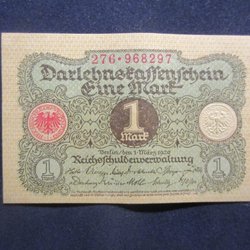 276·968297
Darlehnskassenschein
Eine Mark
1
Mark
Berlin, den 1. März 1920
Reichsschuldenverwaltung
1 1